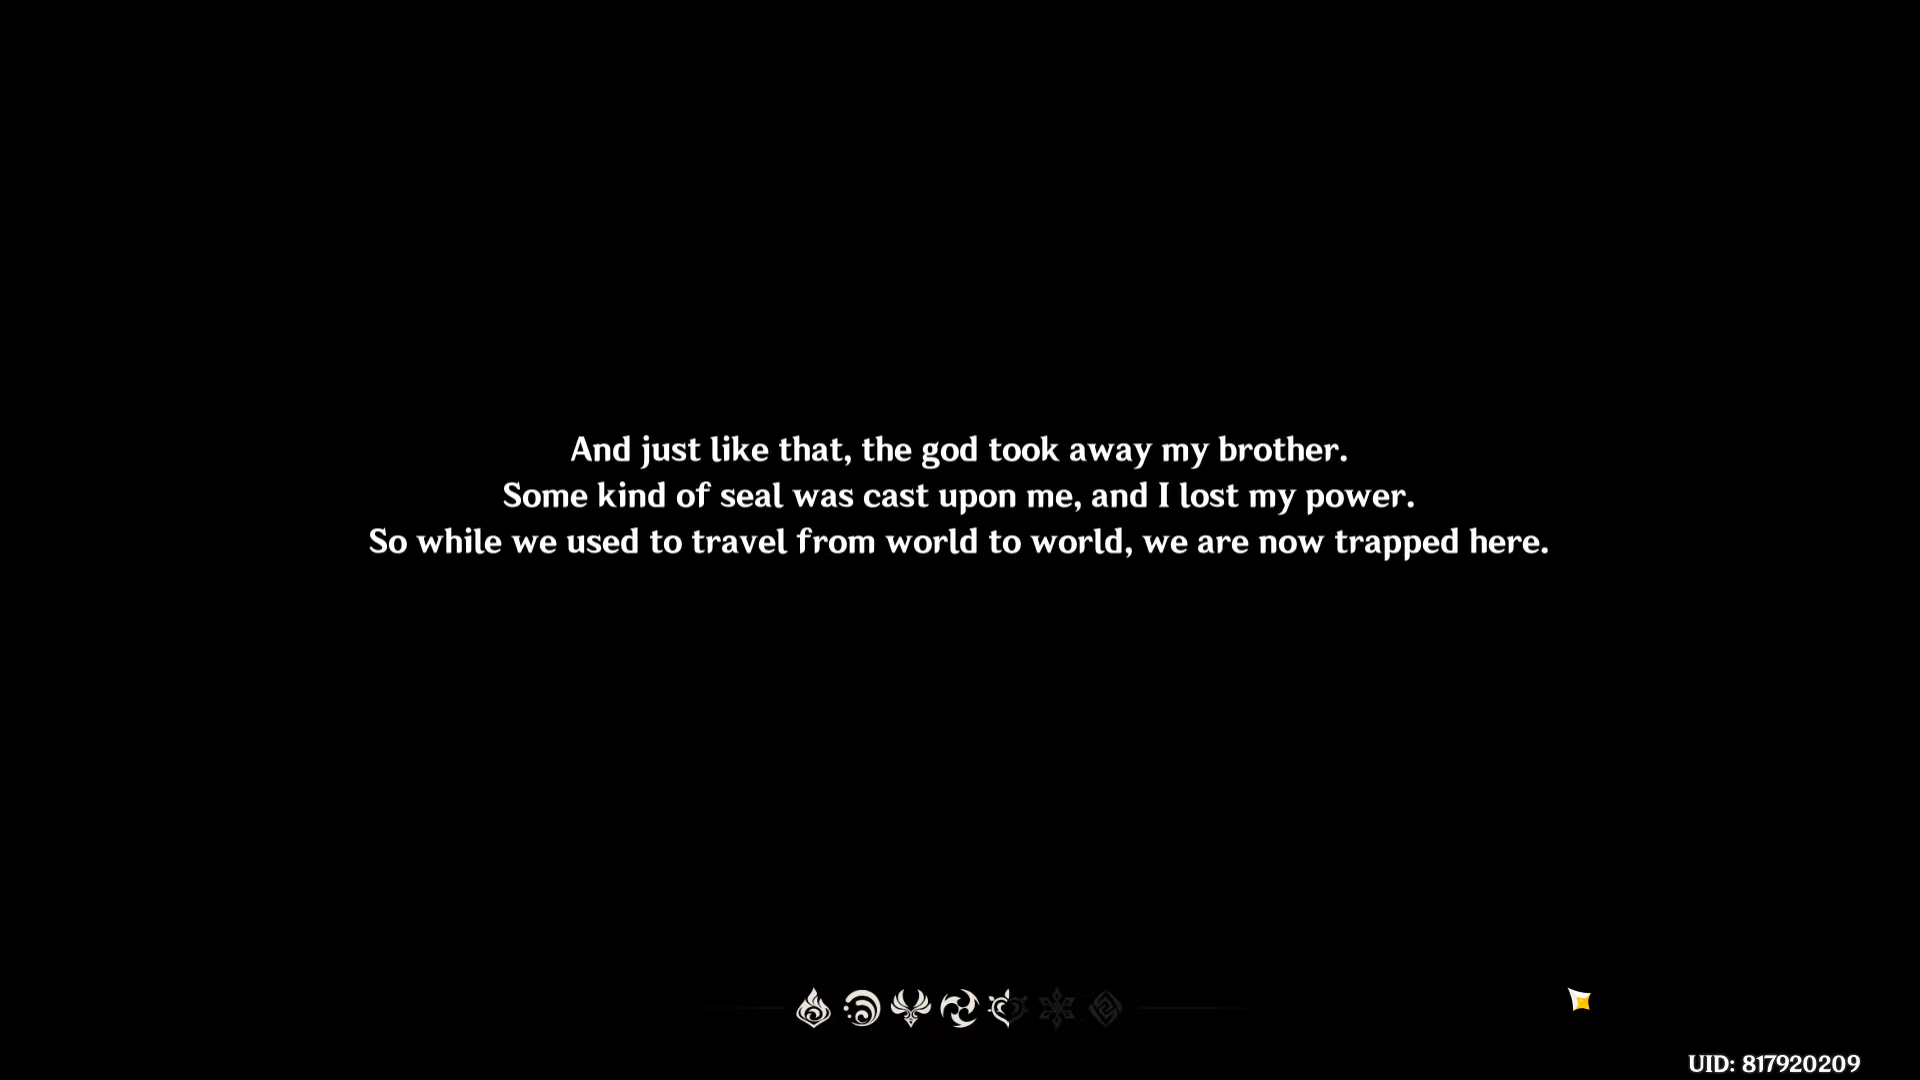 And just like that, the god took away my brother.
Some kind of seal was cast upon me, and I lost my power.
So while we used to travel from world to world, we are now trapped here.
UID: 817920209